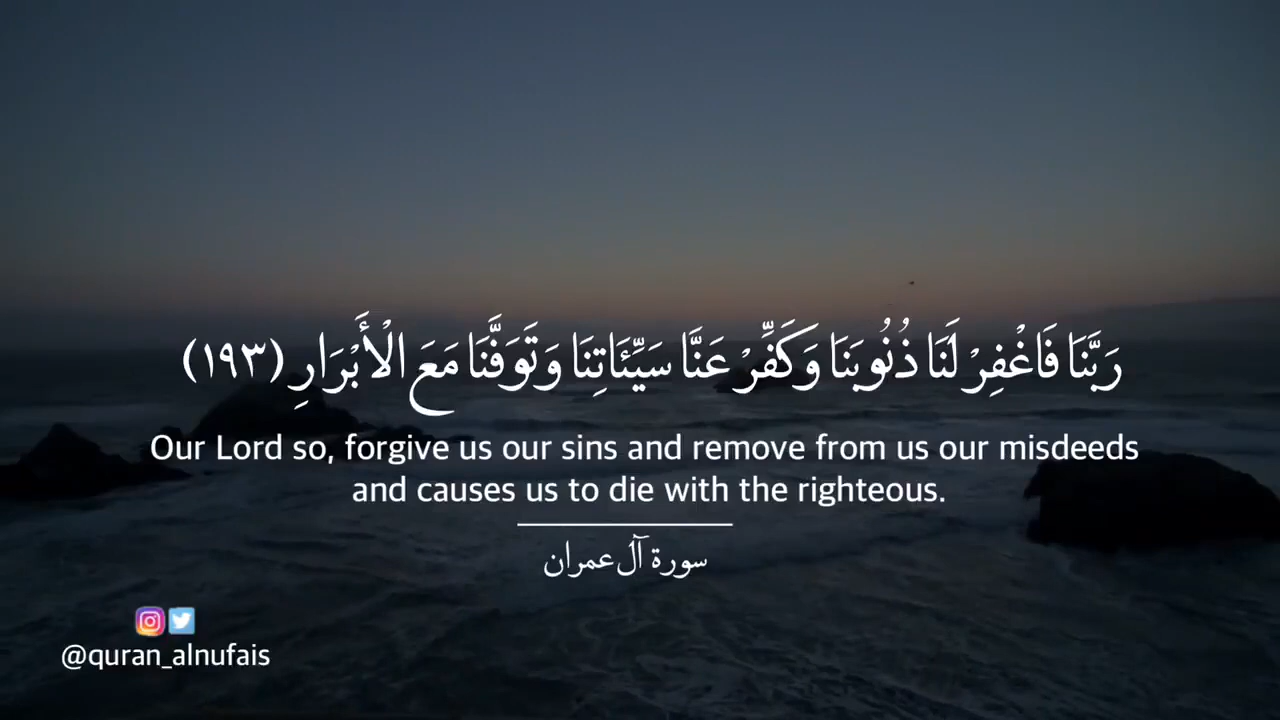 رَبَّنَا فَاغْفِرْ لَنَا ذُنُوبَنَا وَكَفِّرْ عَنَّا سَيِّئَاتِنَا وَتَوَفَّنَا مَعَ الْأَبْرَارِ (١٩٣)
Our Lord so, forgive us our sins and remove from us our misdeeds
and causes us to die with the righteous.
سورة آل عمران
@quran_alnufais